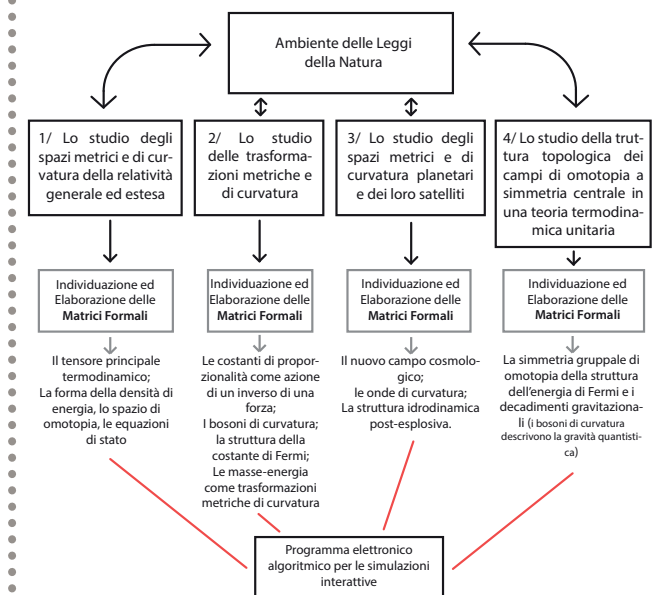 Ambiente delle Leggi
della Natura
1/ Lo studio degli
spazi metrici e di cur-
vatura della relatività
generale ed estesa
2/ Lo studio
delle trasforma-
zioni metriche e
di curvatura
3/ Lo studio degli
spazi metrici e di
curvatura planetari
e dei loro satelliti
4/ Lo studio della trut-
tura topologica dei
campi di omotopia a
simmetria centrale in
una teoria termodina-
mica unitaria
Individuazione ed
Elaborazione delle
Matrici Formali
Individuazione ed
Elaborazione delle
Matrici Formali
Individuazione ed
Elaborazione delle
Matrici Formali
Individuazione ed
Elaborazione delle
Matrici Formali
Il tensore principale
termodinamico;
La forma della densità di
energia, lo spazio di
omotopia, le equazioni
di stato
Le costanti di propor-
zionalità come azione
di un inverso di una
forza;
I bosoni di curvatura;
la struttura della
costante di Fermi;
Le masse-energia
come trasformazioni
metriche di curvatura
Il nuovo campo cosmolo-
gico;
le onde di curvatura;
La struttura idrodinamica
post-esplosiva.
La simmetria gruppale di
omotopia della struttura
dell'energia di Fermi e i
decadimenti gravitaziona-
li (i bosoni di curvatura
descrivono la gravità quantisti-
ca)
Programma elettronico
algoritmico per le simulazioni
interattive